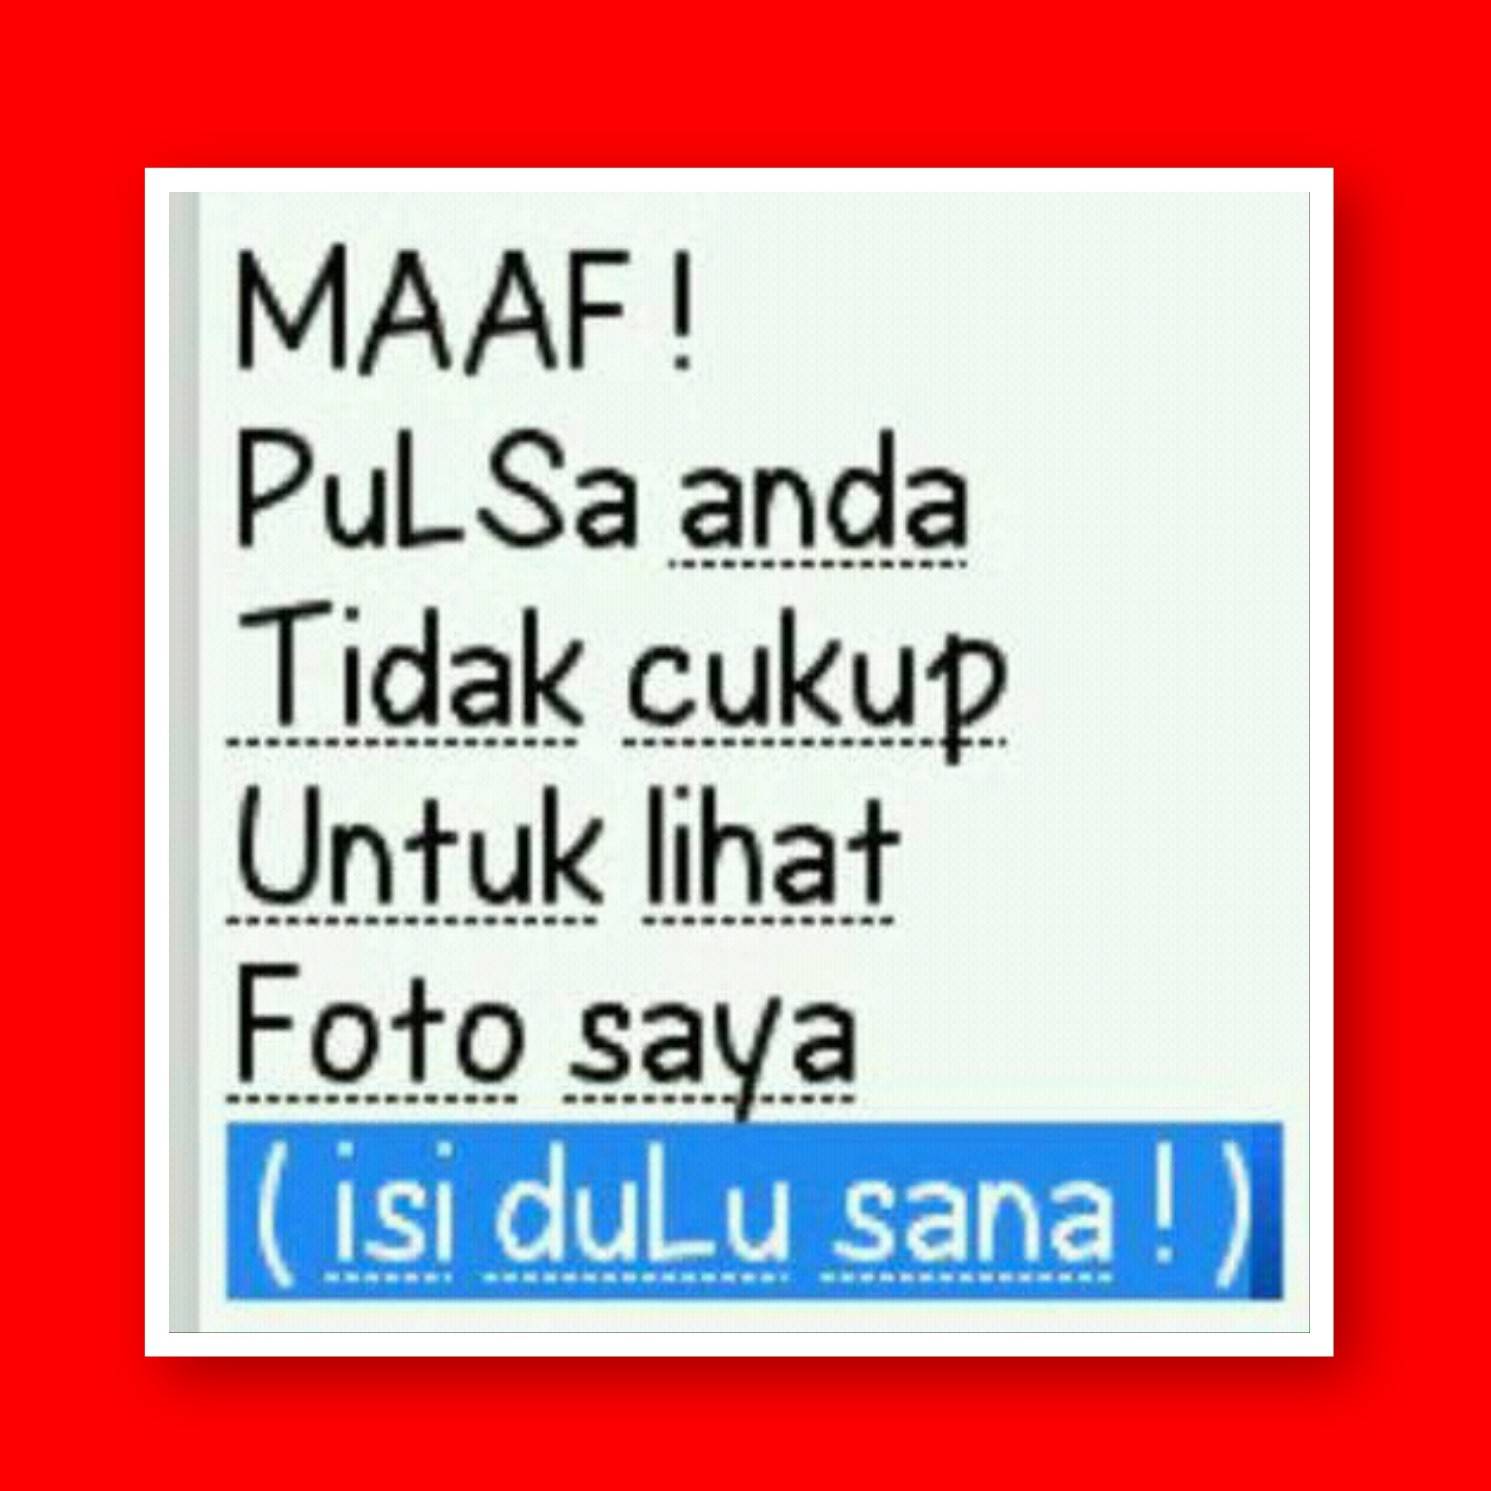 MAAF !
PuLSa anda
Tidak cukup
Untuk lihat
Foto saya
( isi duLu sana ! )